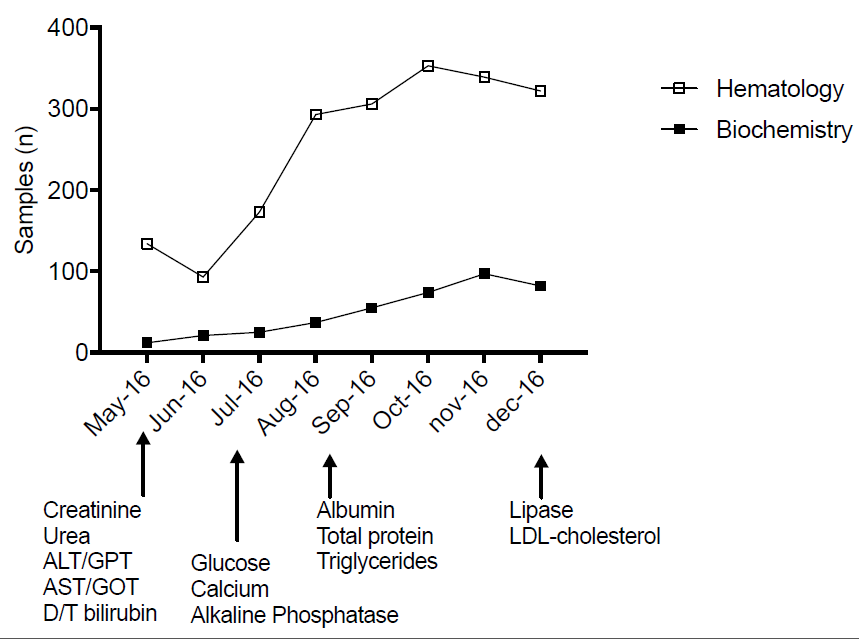 400
300
200
100
0
Samples (n)
Hematology
Biochemistry
May-16
Jun-16
Jul-16
Aug-16
Sep-16
Oct-16
nov-16
dec-16
Creatinine
Urea
ALT/GPT
AST/GOT
D/T bilirubin
Glucose
Calcium
Alkaline Phosphatase
Albumin
Total protein
Triglycerides
Lipase
LDL-cholesterol